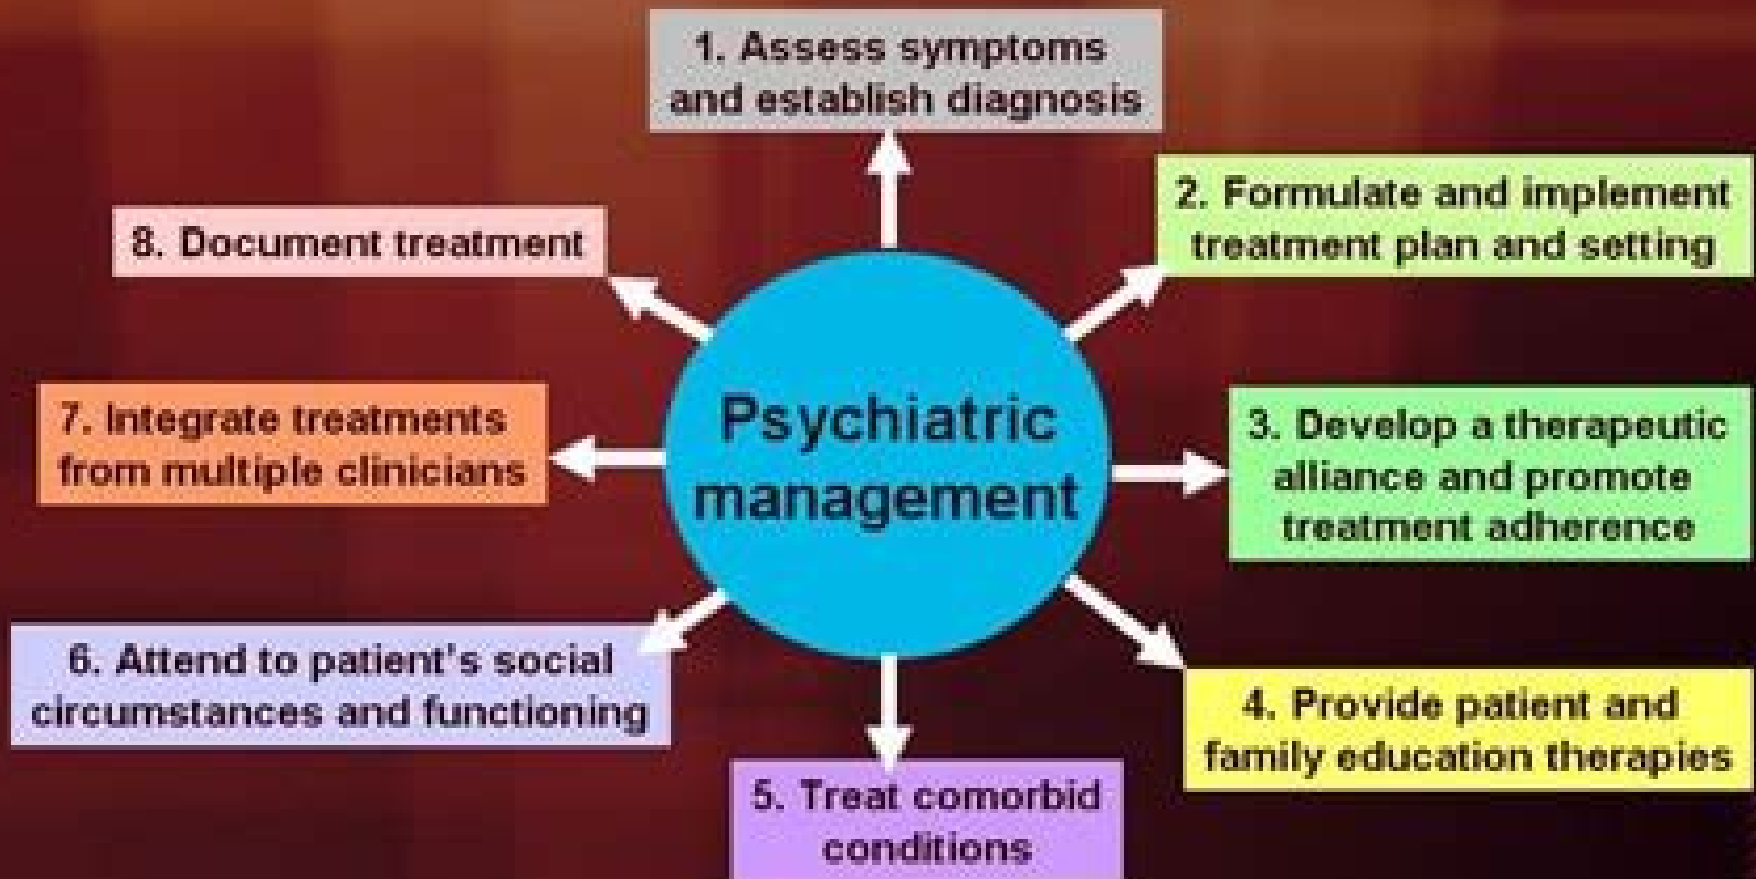 1. Assess symptoms
and establish diagnosis
2. Formulate and implement
treatment plan and setting
3. Develop a therapeutic
alliance and promote
treatment adherence
4. Provide patient and
family education therapies
5. Treat comorbid
conditions
6. Attend to patient's social
circumstances and functioning
7. Integrate treatments
from multiple clinicians
8. Document treatment
Psychiatric
management